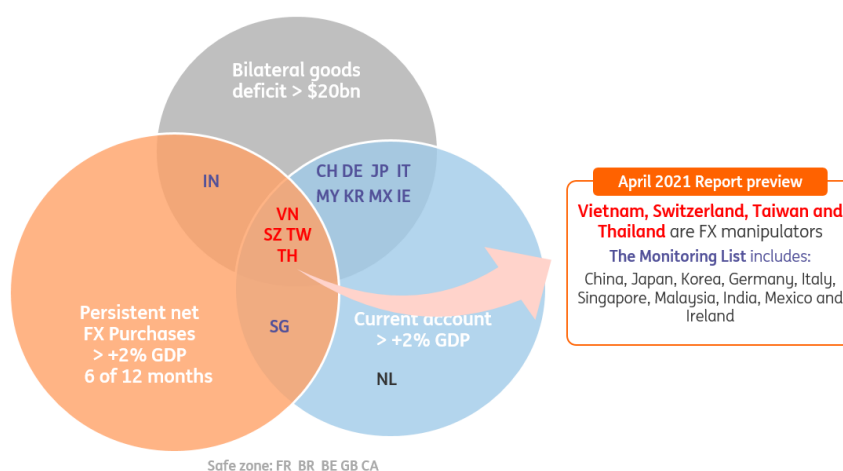 Bilateral goods
deficit > $20bn
IN
CH DE JP IT
MY KR MX IE
VN
SZ TW
TH
Persistent net
FX Purchases
> +2% GDP
6 of 12 months
SG
Current account
> +2% GDP
NL
Safe zone: FR BR BE GB CA
April 2021 Report preview
Vietnam, Switzerland, Taiwan and
Thailand are FX manipulators
The Monitoring List includes:
China, Japan, Korea, Germany, Italy,
Singapore, Malaysia, India, Mexico and
Ireland